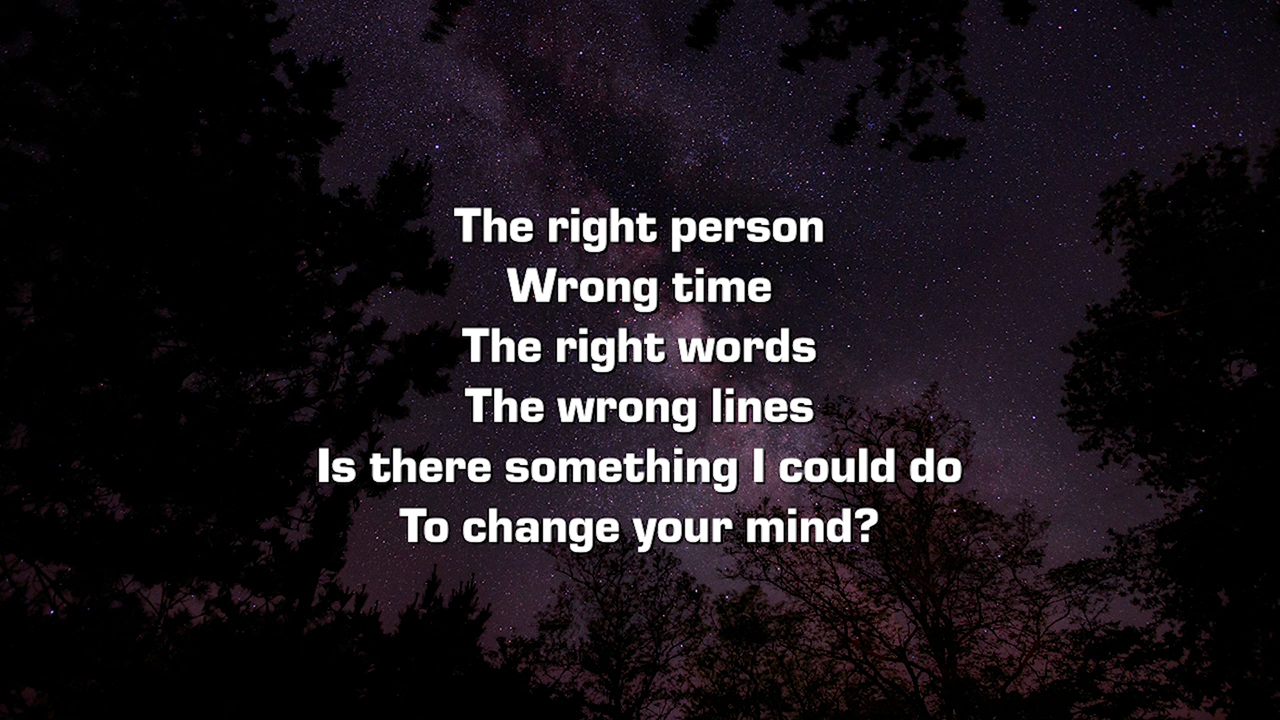 The right person
Wrong time
The right words
The wrong lines
Is there something I could do
To change your mind?